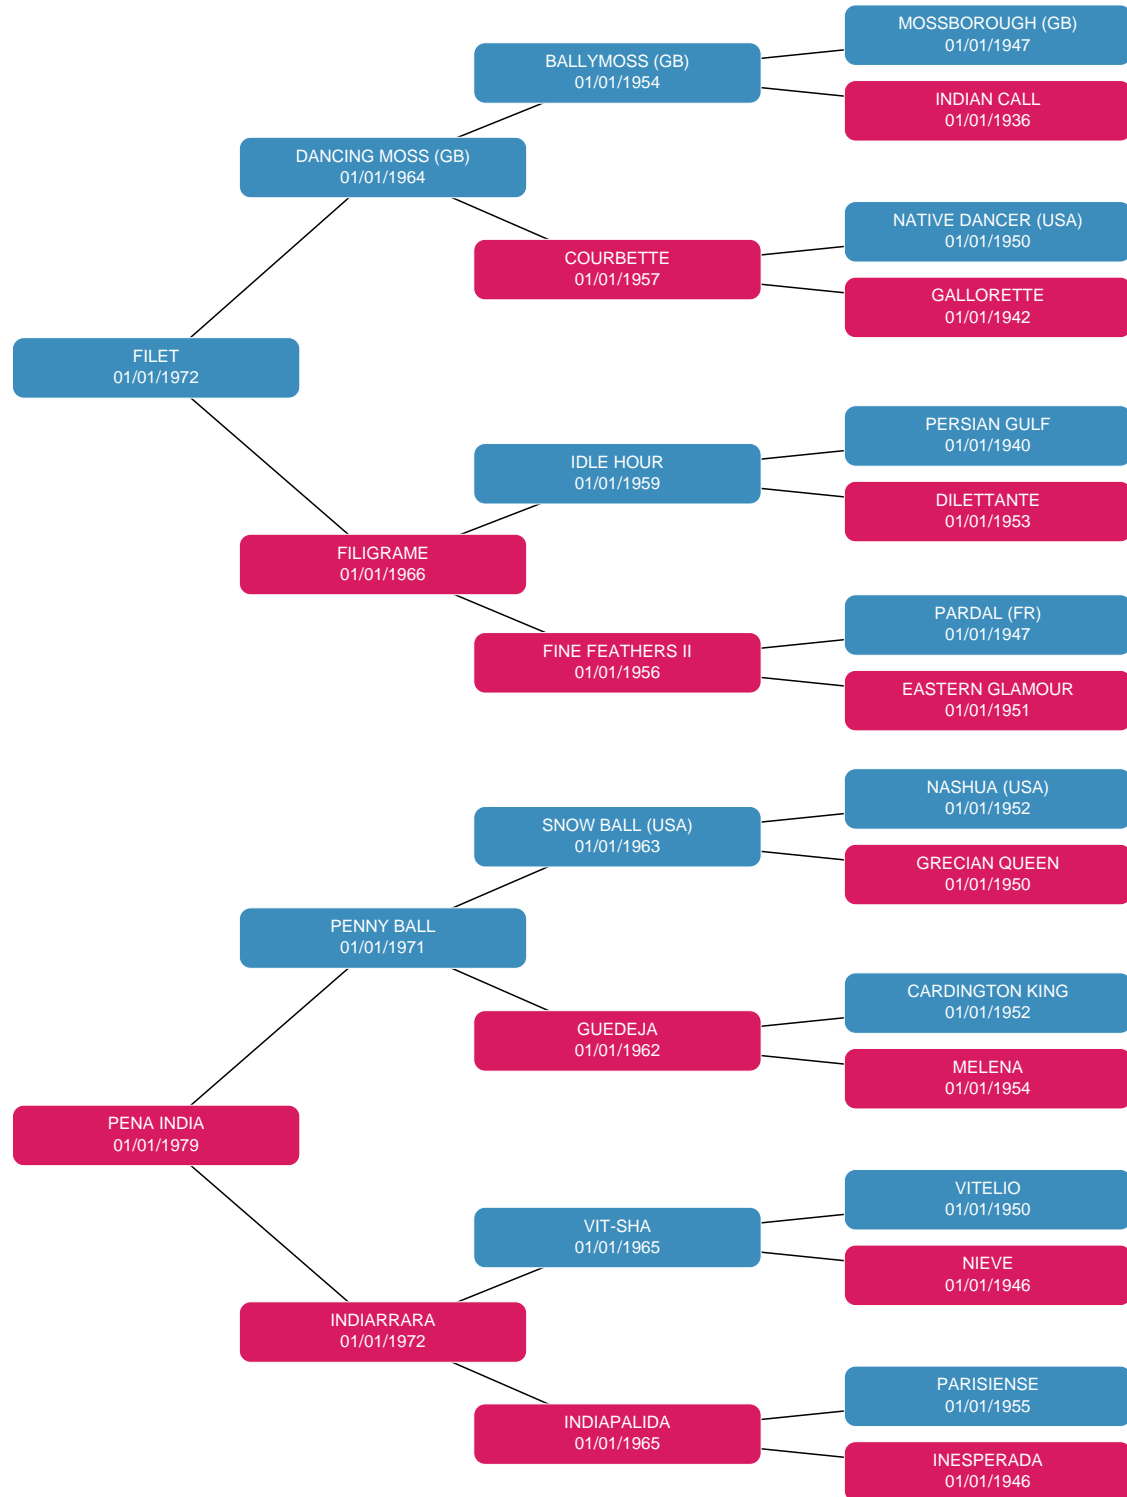 MOSSBOROUGH (GB)
01/01/1947
BALLYMOSS (GB)
01/01/1954
INDIAN CALL
01/01/1936
DANCING MOSS (GB)
01/01/1964
NATIVE DANCER (USA)
01/01/1950
COURBETTE
01/01/1957
GALLORETTE
01/01/1942
FILET
01/01/1972
PERSIAN GULF
01/01/1940
IDLE HOUR
01/01/1959
DILETTANTE
01/01/1953
FILIGRAME
01/01/1966
PARDAL (FR)
01/01/1947
FINE FEATHERS II
01/01/1956
EASTERN GLAMOUR
01/01/1951
NASHUA (USA)
01/01/1952
SNOW BALL (USA)
01/01/1963
GRECIAN QUEEN
01/01/1950
PENNY BALL
01/01/1971
CARDINGTON KING
01/01/1952
GUEDEJA
01/01/1962
MELENA
01/01/1954
PENA INDIA
01/01/1979
VITELIO
01/01/1950
VIT-SHA
01/01/1965
NIEVE
01/01/1946
INDIARRARA
01/01/1972
PARISIENSE
01/01/1955
INDIAPALIDA
01/01/1965
INESPERADA
01/01/1946